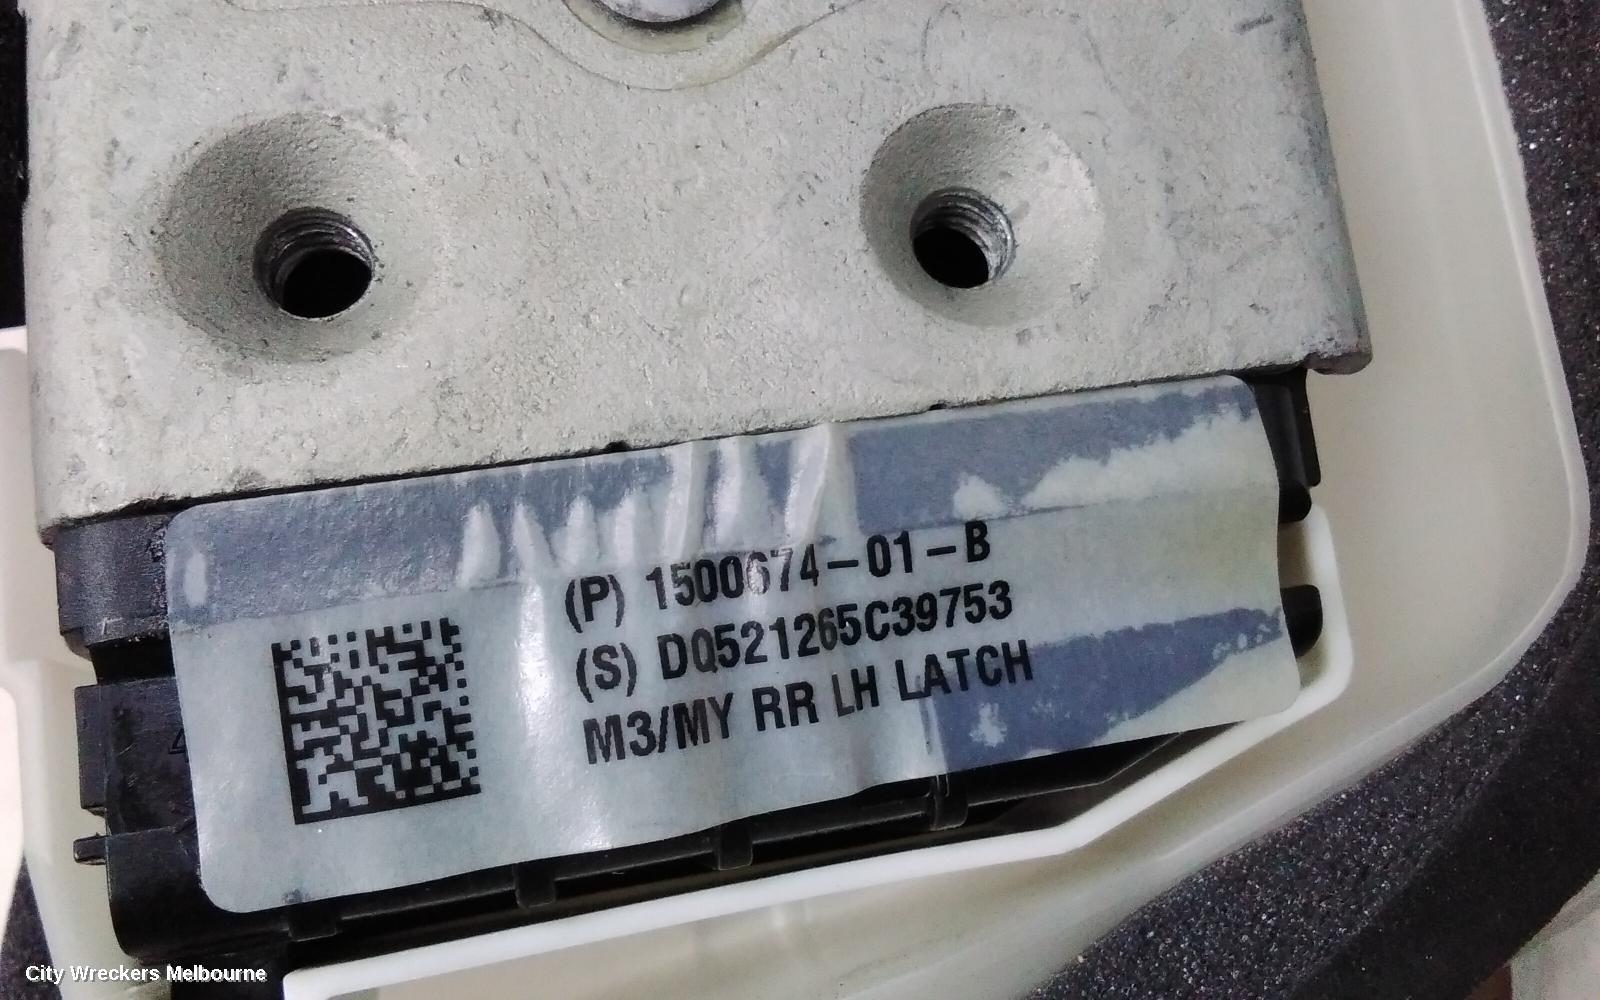 (P) 1500674-01-B
(S) DQ521265C39753
M3/MY RR LH LATCH
City Wreckers Melbourne